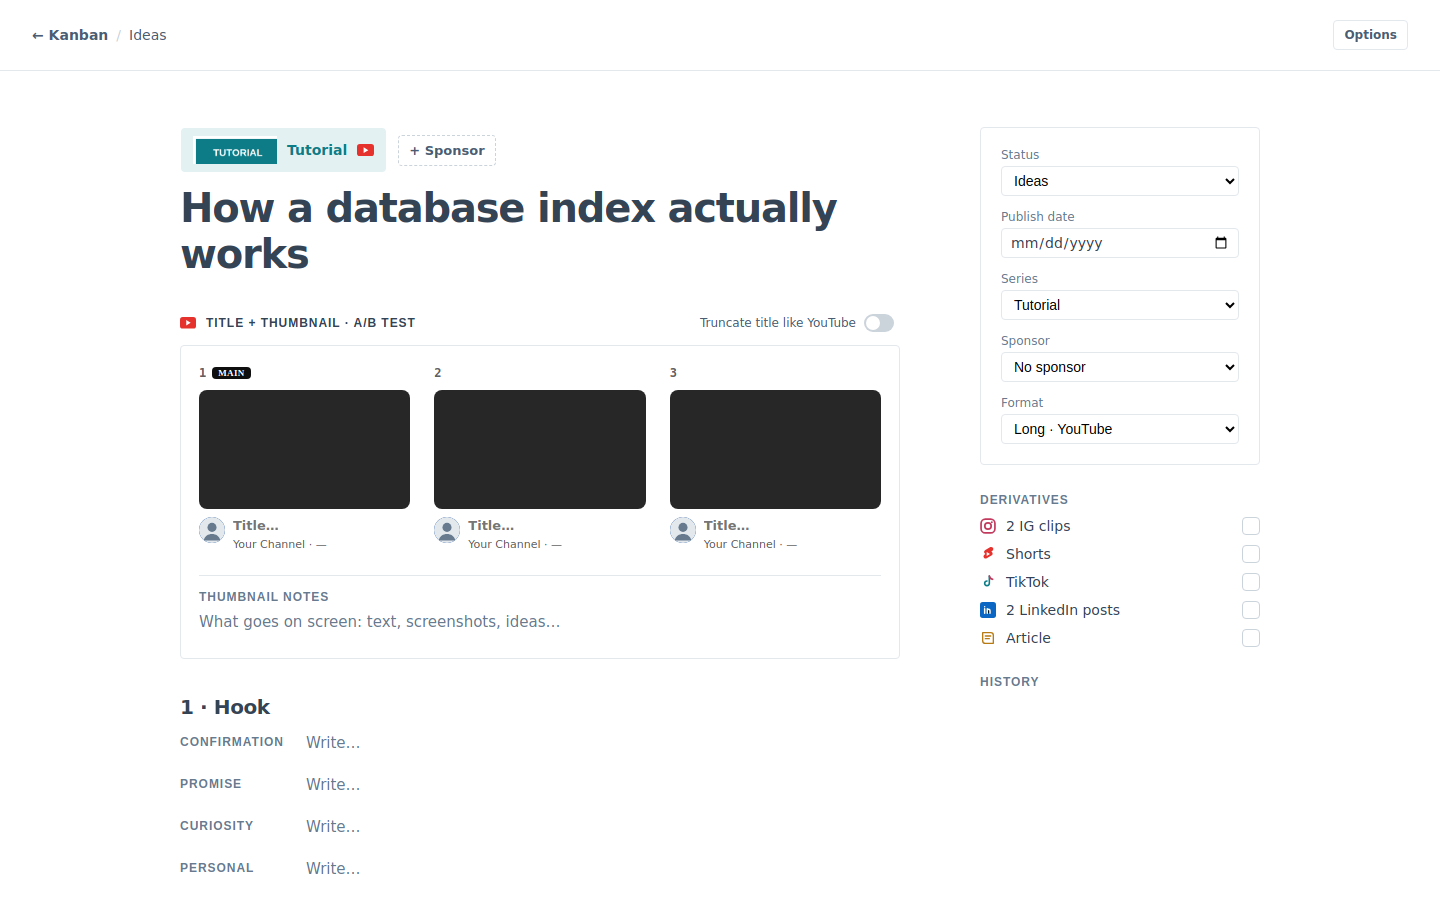 ← Kanban / Ideas
Options
TUTORIAL Tutorial
+ Sponsor
How a database index actually
works
TITLE + THUMBNAIL · A/B TEST
Truncate title like YouTube
1 MAIN
2
3
Title…
Your Channel · —
Title…
Your Channel · —
Title…
Your Channel · —
THUMBNAIL NOTES
What goes on screen: text, screenshots, ideas…
1 · Hook
CONFIRMATION Write…
PROMISE Write…
CURIOSITY Write…
PERSONAL Write…
Status
Ideas
Publish date
mm/dd/yyyy
Series
Tutorial
Sponsor
No sponsor
Format
Long · YouTube
DERIVATIVES
2 IG clips
Shorts
TikTok
2 LinkedIn posts
Article
HISTORY